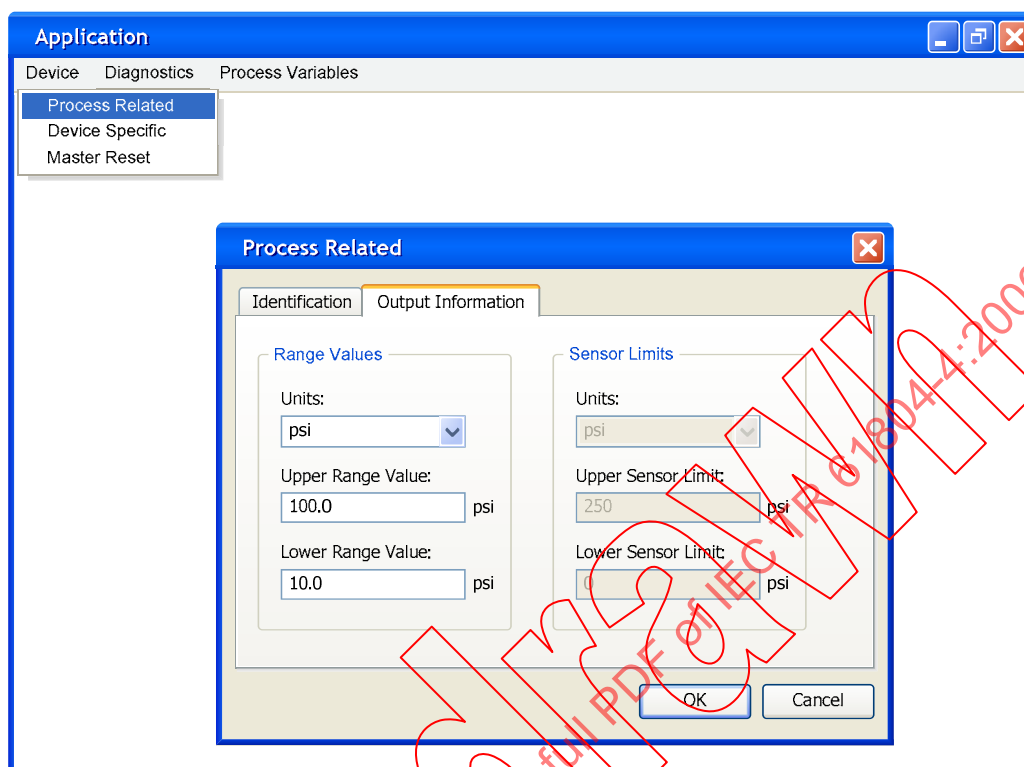 Application
Device Diagnostics Process Variables
Process Related
Device Specific
Master Reset
Process Related
Identification Output Information
Range Values
Units:
psi
Upper Range Value:
100.0 psi
Lower Range Value:
10.0 psi
Sensor Limits
Units:
psi
Upper Sensor Limit:
250 psi
Lower Sensor Limit:
0 psi
OK Cancel
drawn
full PDF of IEC TR 61804-4:2006